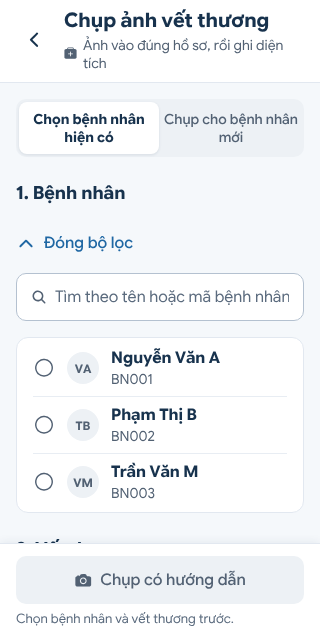 Chụp ảnh vết thương
Ảnh vào đúng hồ sơ, rồi ghi diện
tích
Chọn bệnh nhân
hiện có
Chụp cho bệnh nhân
mới
1. Bệnh nhân
Đóng bộ lọc
Tìm theo tên hoặc mã bệnh nhân
VA
Nguyễn Văn A
BN001
TB
Phạm Thị B
BN002
VM
Trần Văn M
BN003
Chụp có hướng dẫn
Chọn bệnh nhân và vết thương trước.